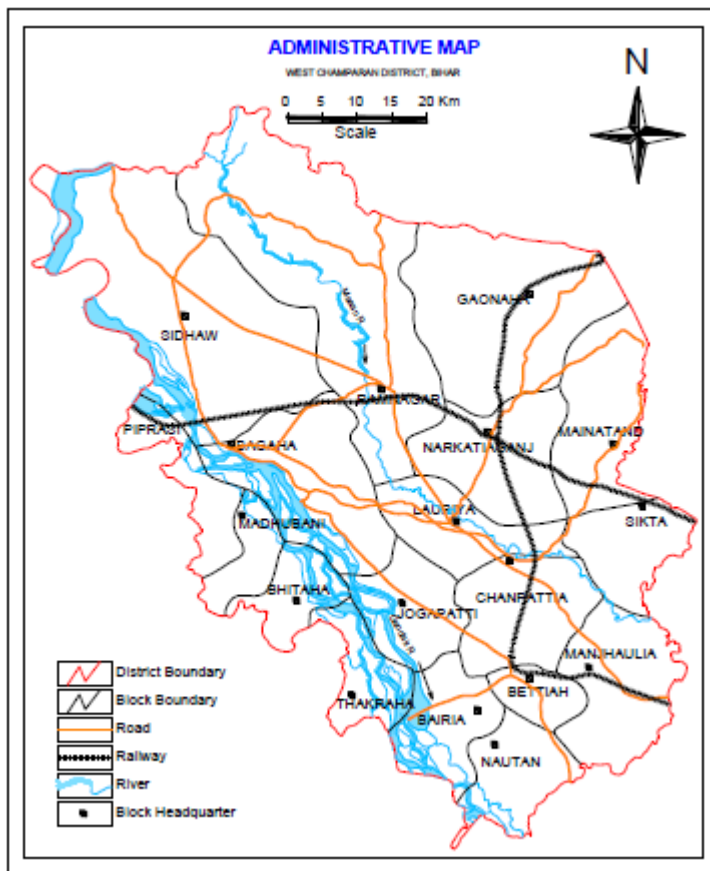 ADMINISTRATIVE MAP
WEST CHAMPARAN DISTRICT, BIHAR
N
0 5 10 15 20 Km
Scale
GAONAHA
SIDHAW
RAMNAGAR
PIPRASI
BAGAHA
NARKATIAGANJ
MAINATAND
MADHUBANI
LAURIYA
SIKTA
BHITAHA
JOGAPATTI
CHANPATTIA
MANJHAULIA
BETTIAH
THAKRAHA
BAIRIA
NAUTAN
District Boundary
Block Boundary
Road
Railway
River
Block Headquarter